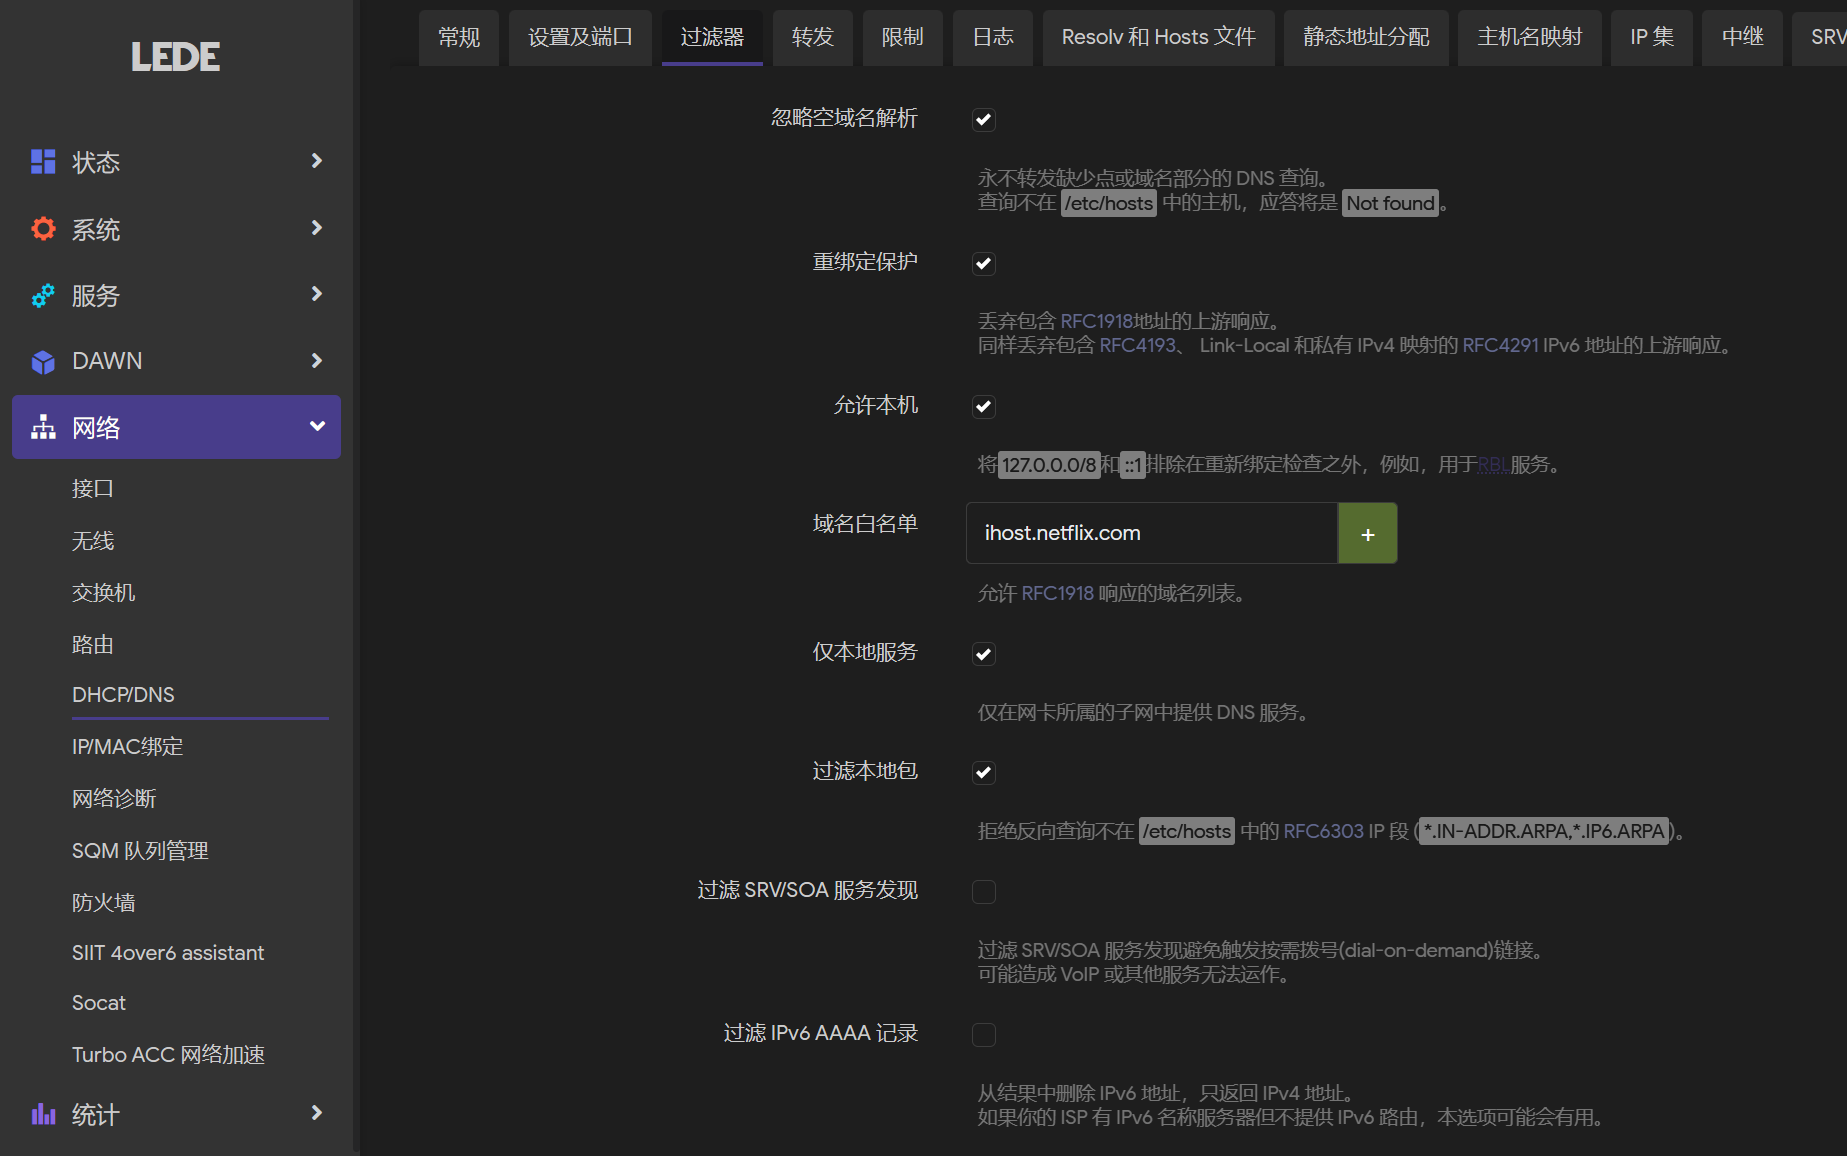 LEDE
状态
系统
服务
DAWN
网络
接口
无线
交换机
路由
DHCP/DNS
IP/MAC绑定
网络诊断
SQM 队列管理
防火墙
SIIT 4over6 assistant
Socat
Turbo ACC 网络加速
统计
常规 设置及端口 过滤器 转发 限制 日志 Resolv 和 Hosts 文件 静态地址分配 主机名映射 IP 集 中继 SRV
忽略空域名解析
永不转发缺少点或域名部分的 DNS 查询。
查询不在 /etc/hosts 中的主机，应答将是 Not found 。
重绑定保护
丢弃包含 RFC1918地址的上游响应。
同样丢弃包含 RFC4193、 Link-Local 和私有 IPv4 映射的 RFC4291 IPv6 地址的上游响应。
允许本机
将127.0.0.0/8和::1排除在重新绑定检查之外，例如，用于RBL服务。
域名白名单
ihost.netflix.com +
允许 RFC1918 响应的域名列表。
仅本地服务
仅在网卡所属的子网中提供 DNS 服务。
过滤本地包
拒绝反向查询不在 /etc/hosts 中的 RFC6303 IP 段 ( *.IN-ADDR.ARPA,*.IP6.ARPA )。
过滤 SRV/SOA 服务发现
过滤 SRV/SOA 服务发现避免触发按需拨号(dial-on-demand)链接。
可能造成 VoIP 或其他服务无法运作。
过滤 IPv6 AAAA 记录
从结果中删除 IPv6 地址，只返回 IPv4 地址。
如果你的 ISP 有 IPv6 名称服务器但不提供 IPv6 路由，本选项可能会有用。